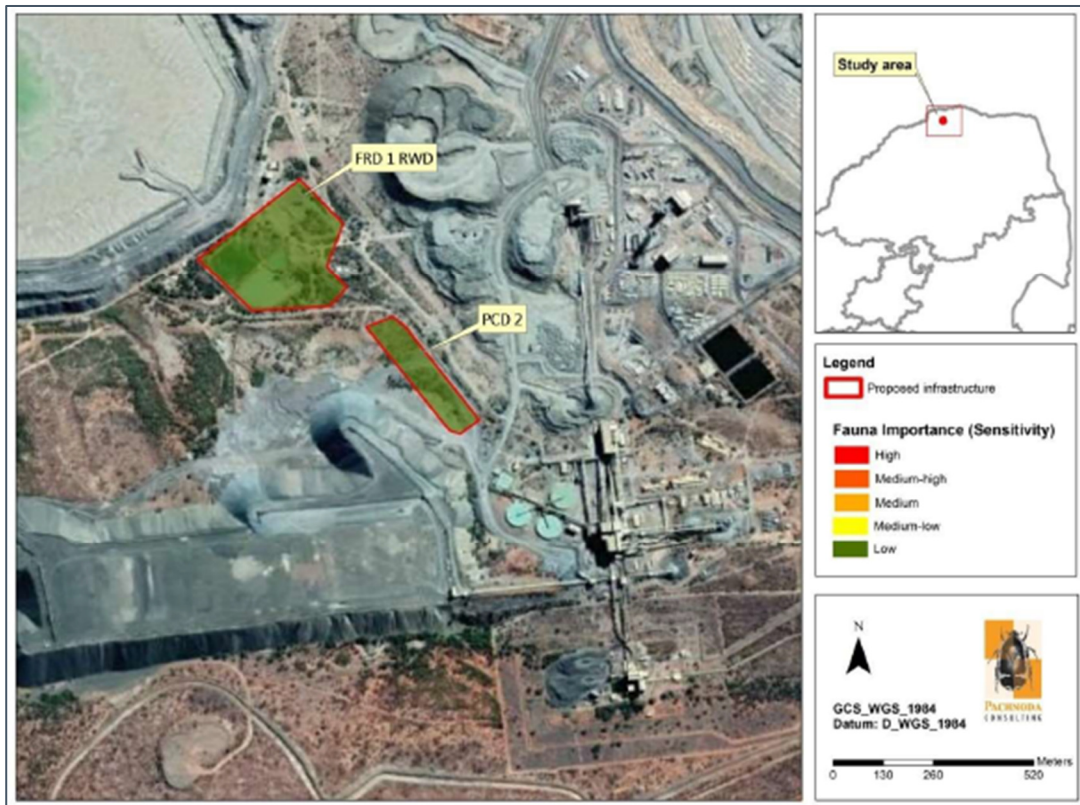 FRD 1 RWD
PCD 2
Study area
Legend
Proposed infrastructure
Fauna Importance (Sensitivity)
High
Medium-high
Medium
Medium-low
Low
N
GCS_WGS_1984
Datum: D_WGS_1984
PACHNODA
CONSULTING
Meters
0 130 260 520